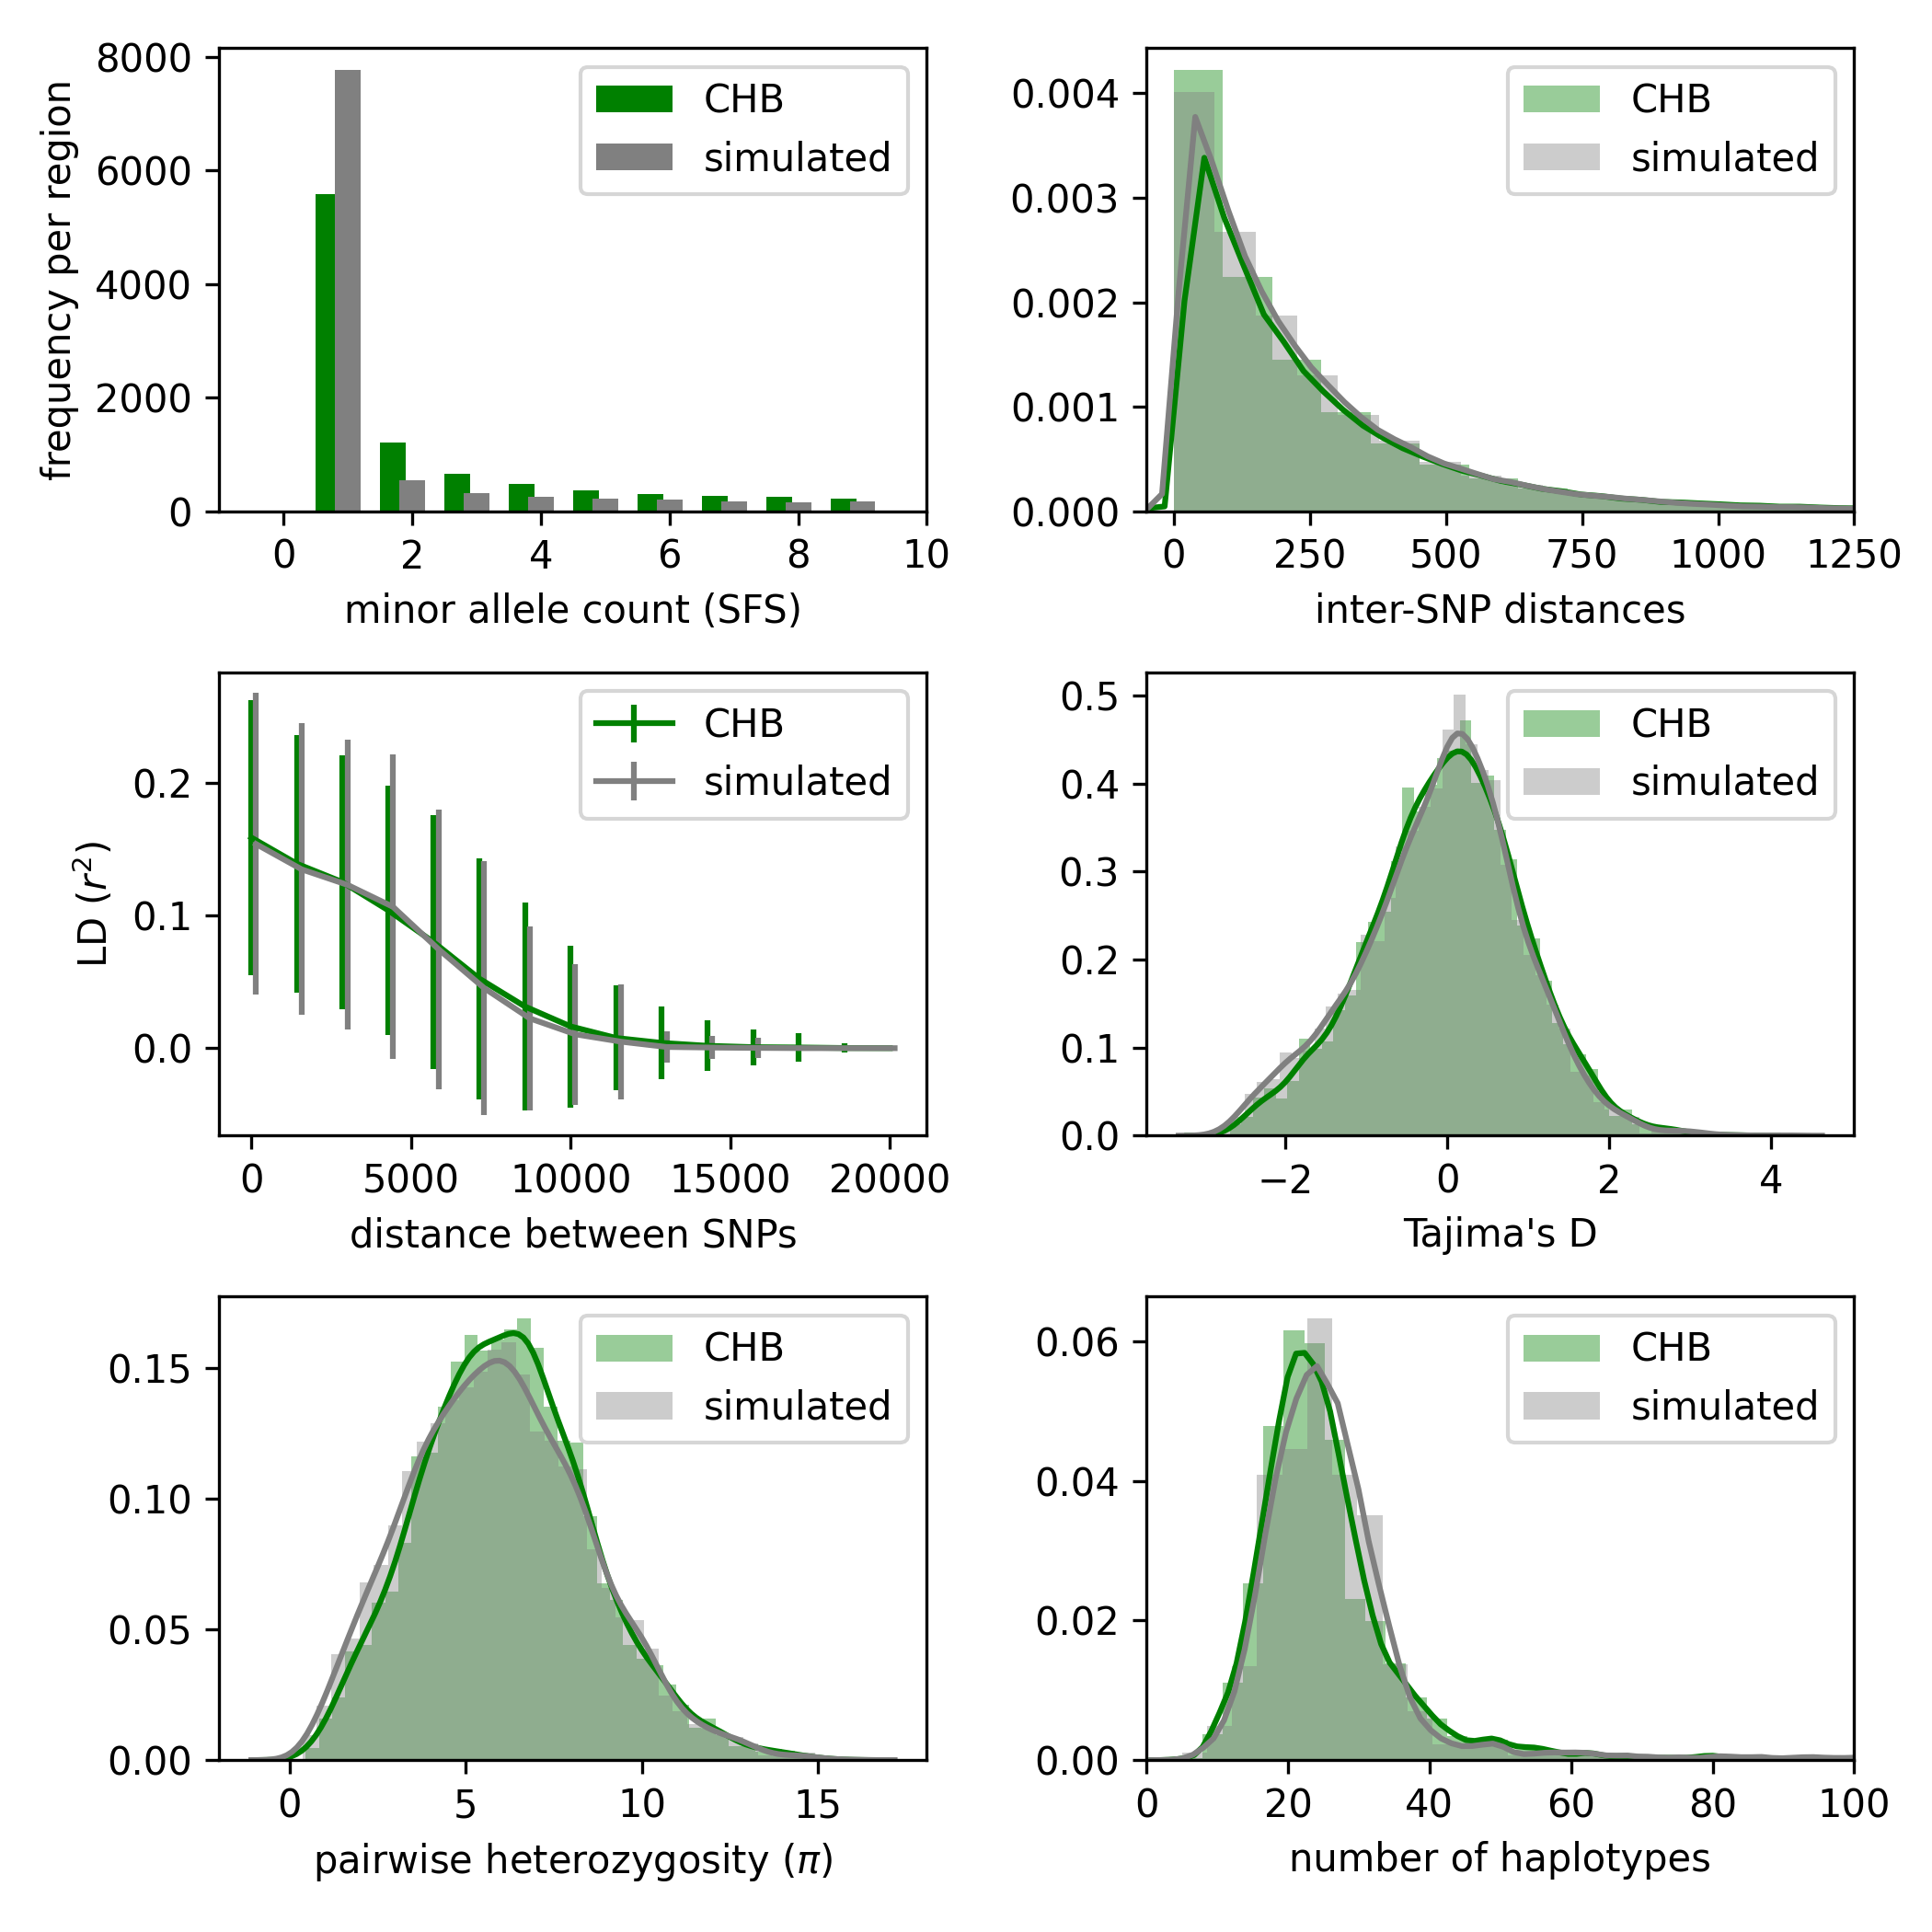 frequency per region
8000
6000
4000
2000
0
CHB
simulated
0 2 4 6 8 10
minor allele count (SFS)
0.004
0.003
0.002
0.001
0.000
CHB
simulated
0 250 500 750 1000 1250
inter-SNP distances
LD (r²)
0.2
0.1
0.0
CHB
simulated
0 5000 10000 15000 20000
distance between SNPs
0.5
0.4
0.3
0.2
0.1
0.0
CHB
simulated
−2 0 2 4
Tajima's D
0.15
0.10
0.05
0.00
CHB
simulated
0 5 10 15
pairwise heterozygosity (π)
0.06
0.04
0.02
0.00
CHB
simulated
0 20 40 60 80 100
number of haplotypes